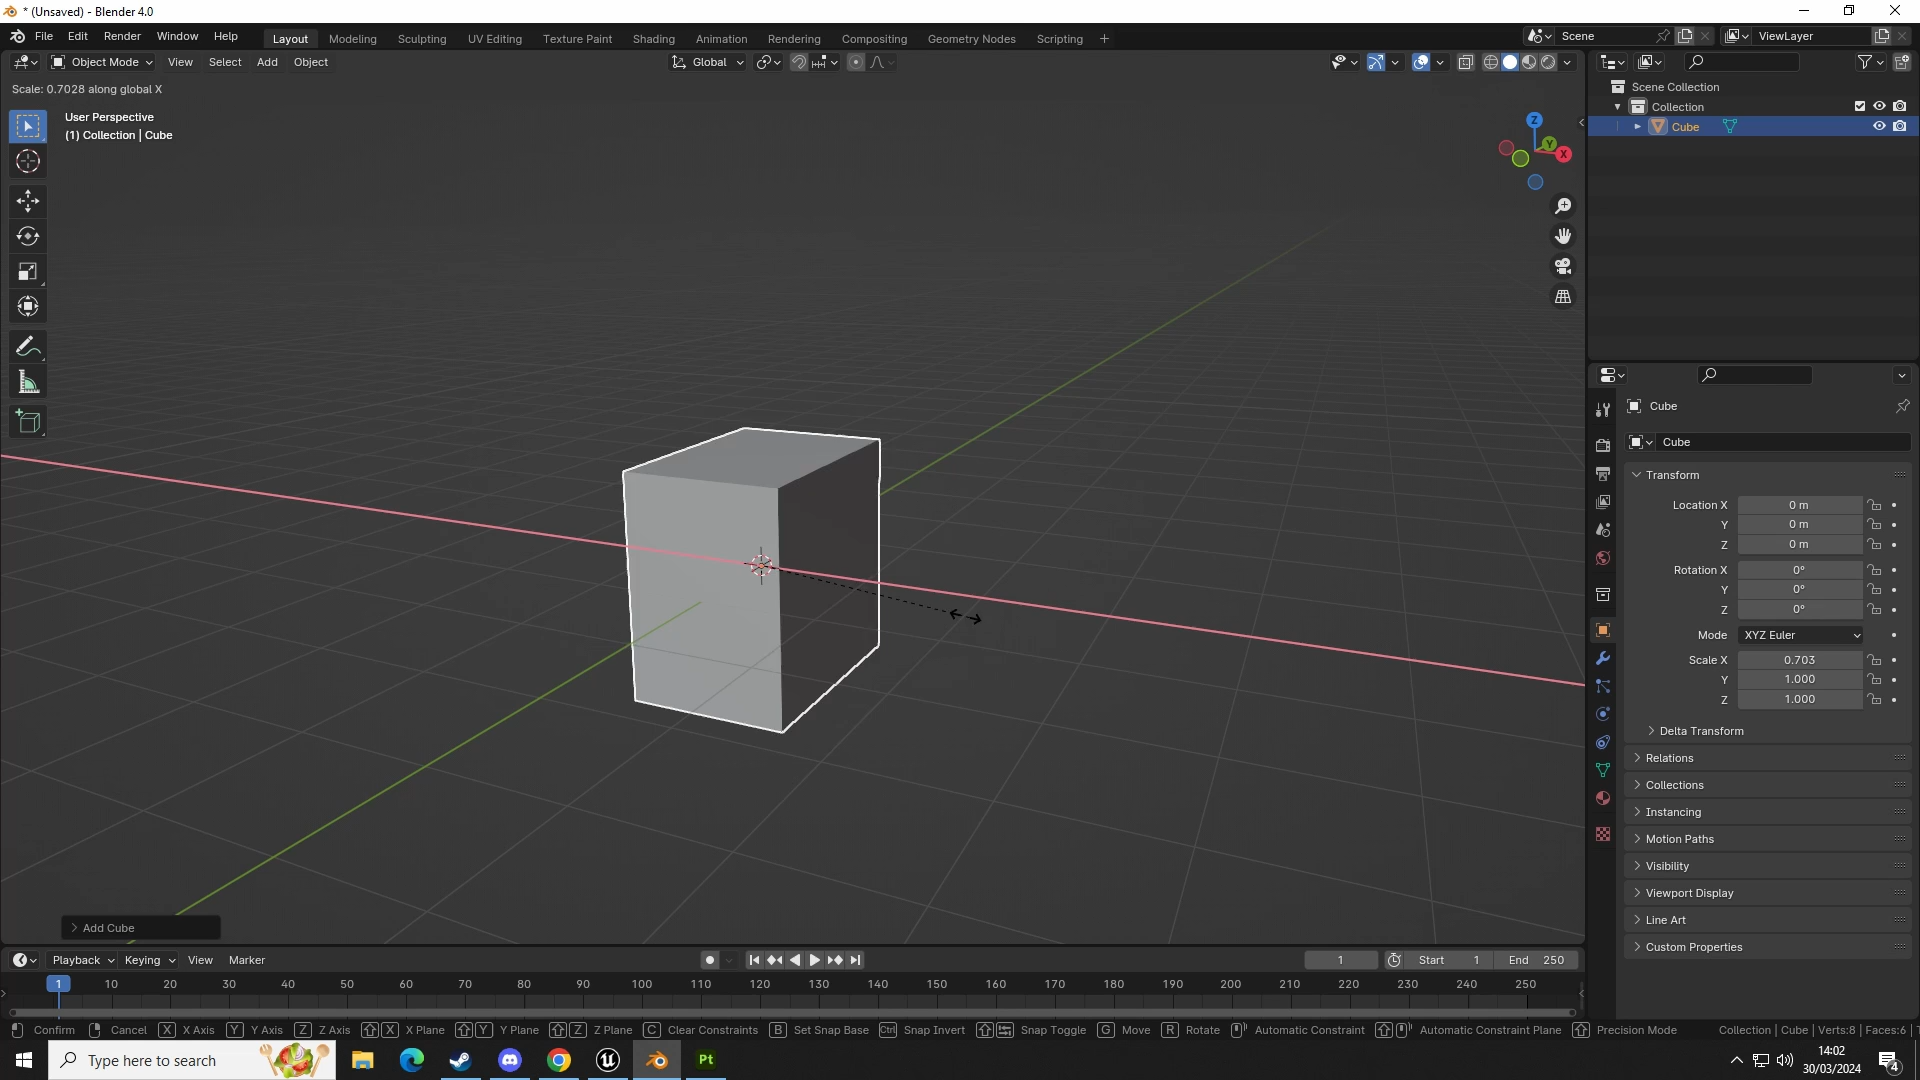 * (Unsaved) - Blender 4.0
File Edit Render Window Help Layout Modeling Sculpting UV Editing Texture Paint Shading Animation Rendering Compositing Geometry Nodes Scripting + Scene ViewLayer
Object Mode View Select Add Object Global
Scale: 0.7028 along global X
User Perspective
(1) Collection | Cube
Z
Y
X
Scene Collection
Collection
Cube
Cube
Cube
Transform
Location X 0 m
Y 0 m
Z 0 m
Rotation X 0°
Y 0°
Z 0°
Mode XYZ Euler
Scale X 0.703
Y 1.000
Z 1.000
Delta Transform
Relations
Collections
Instancing
Motion Paths
Visibility
Viewport Display
Line Art
Custom Properties
Add Cube
Playback Keying View Marker 1 Start 1 End 250
1 10 20 30 40 50 60 70 80 90 100 110 120 130 140 150 160 170 180 190 200 210 220 230 240 250
Confirm Cancel X X Axis Y Y Axis Z Z Axis X X Plane Y Y Plane Z Z Plane C Clear Constraints B Set Snap Base Ctrl Snap Invert Snap Toggle G Move R Rotate Automatic Constraint Automatic Constraint Plane Precision Mode Collection | Cube | Verts:8 | Faces:6 |
Type here to search Pt
14:02
30/03/2024
4